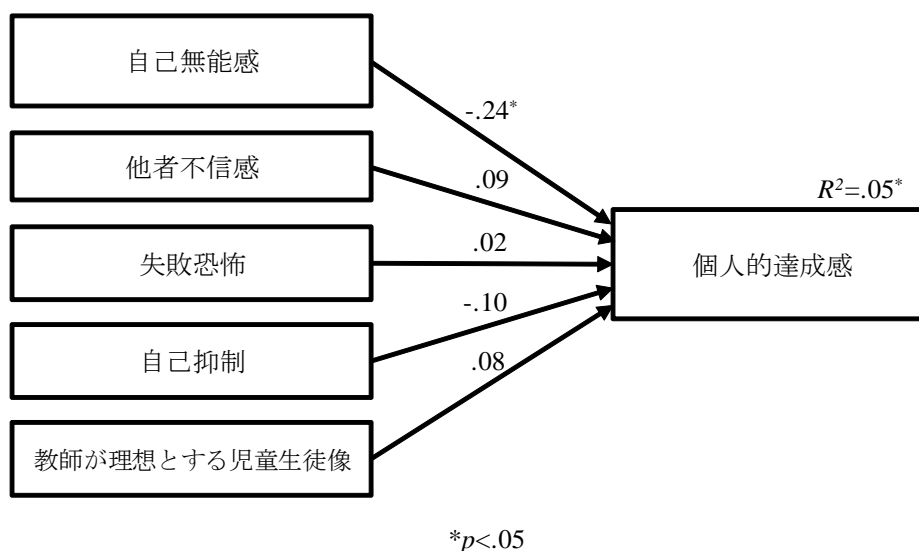 自己無能感
-.24*
他者不信感
.09
R²=.05*
失敗恐怖
.02
個人的達成感
自己抑制
-.10
教師が理想とする児童生徒像
.08
*p<.05